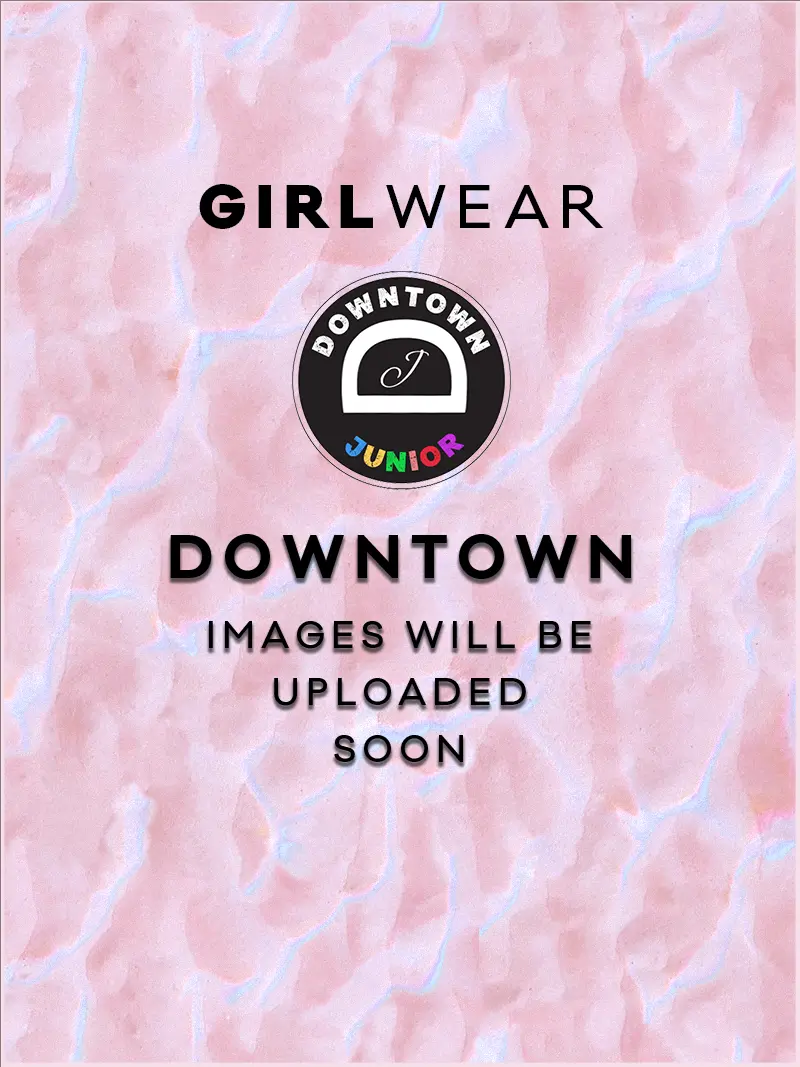 GIRLWEAR
DOWNTOWN
J
JUNIOR
DOWNTOWN
IMAGES WILL BE
UPLOADED
SOON